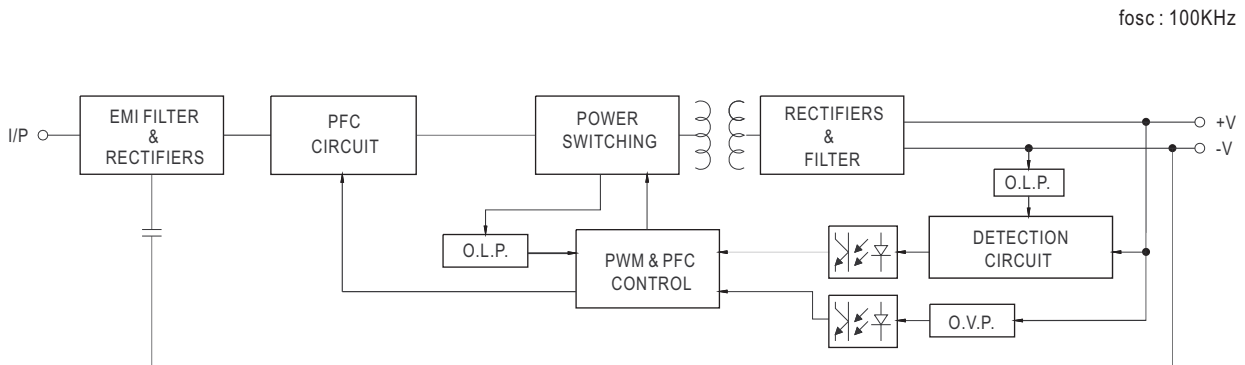 fosc : 100KHz
I/P
EMI FILTER
&
RECTIFIERS
PFC
CIRCUIT
POWER
SWITCHING
RECTIFIERS
&
FILTER
+V
-V
O.L.P.
O.L.P.
PWM & PFC
CONTROL
DETECTION
CIRCUIT
O.V.P.